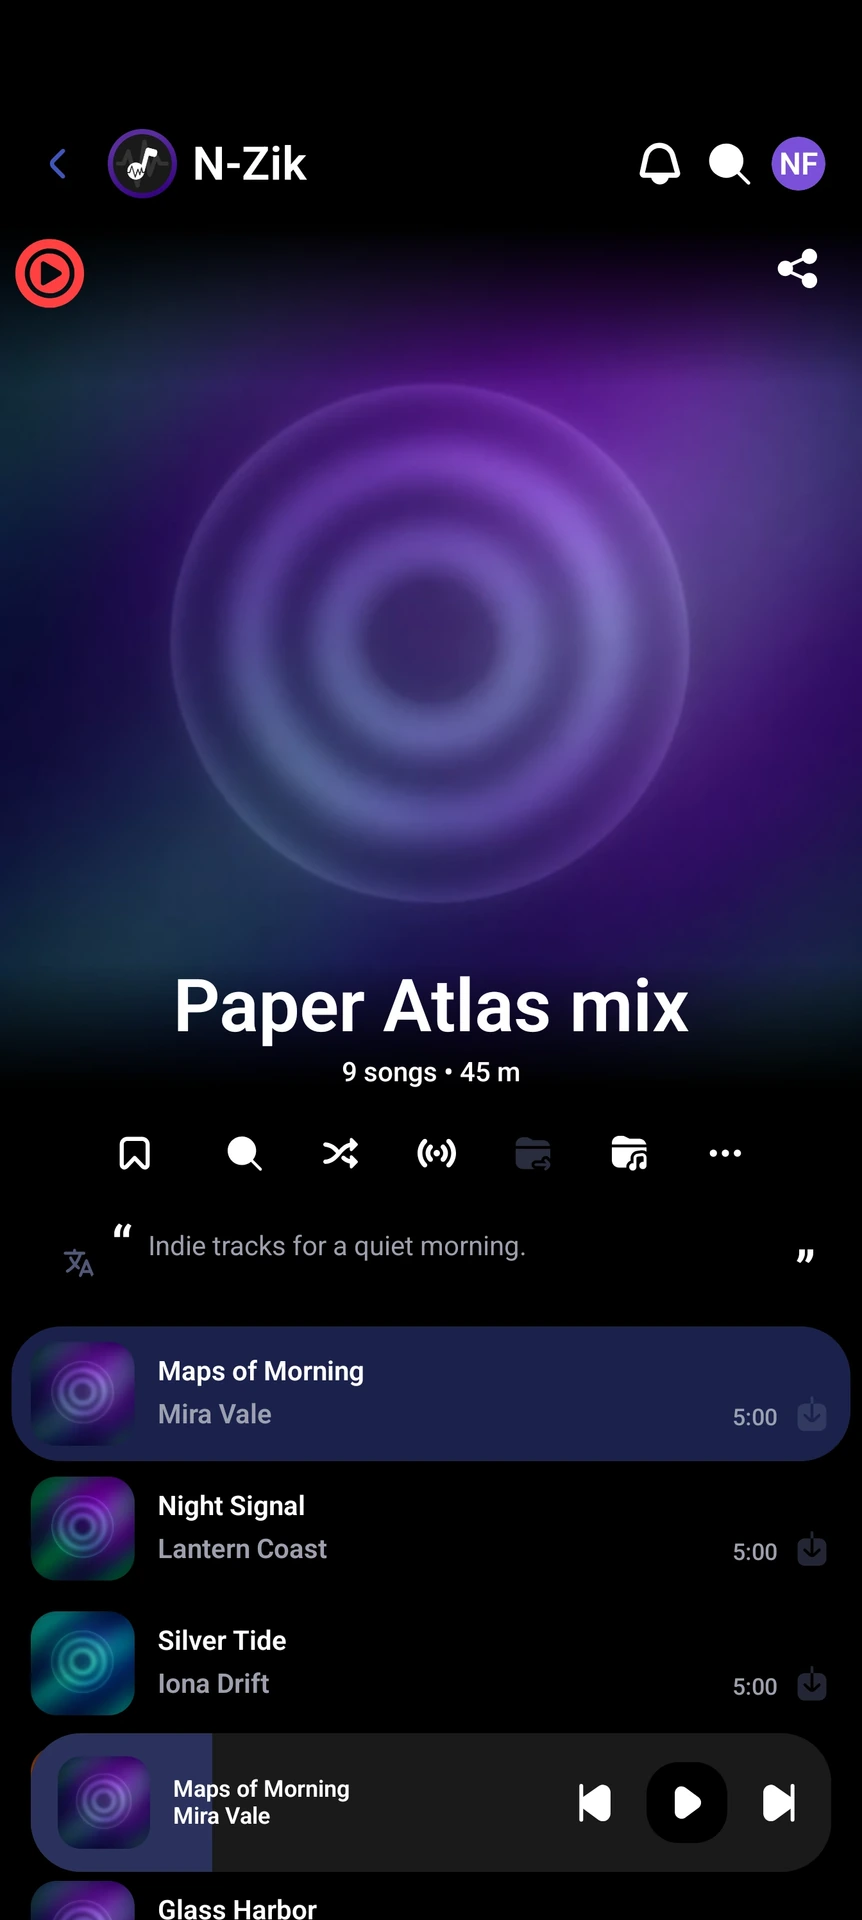 N-Zik
NF
Paper Atlas mix
9 songs • 45 m
“ Indie tracks for a quiet morning. ”
Maps of Morning
Mira Vale
5:00
Night Signal
Lantern Coast
5:00
Silver Tide
Iona Drift
5:00
Maps of Morning
Mira Vale
Glass Harbor